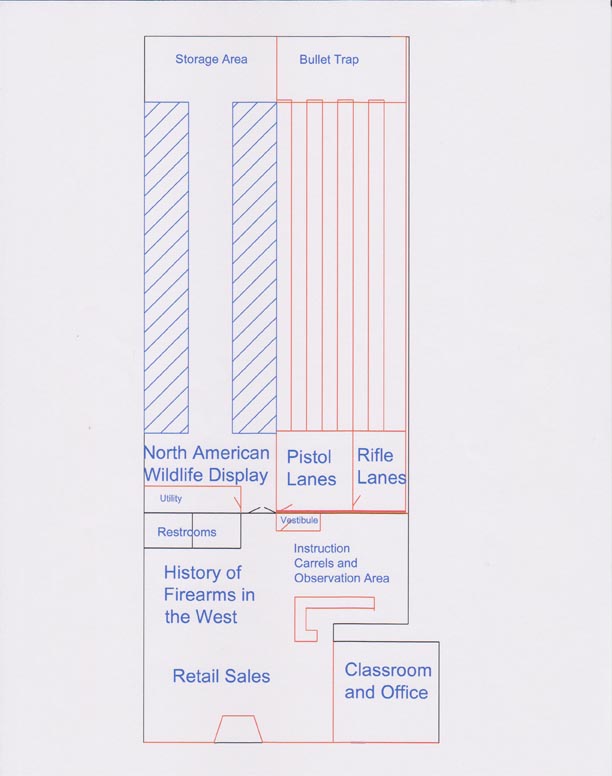 Storage Area
Bullet Trap
North American
Wildlife Display
Pistol
Lanes
Rifle
Lanes
Utility
Vestibule
Restrooms
Instruction
Carrels and
Observation Area
History of
Firearms in
the West
Retail Sales
Classroom
and Office